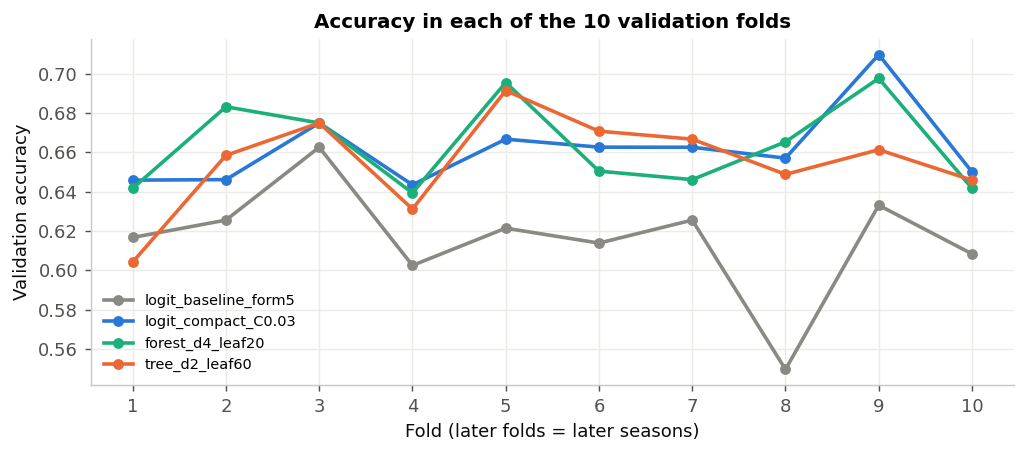 Accuracy in each of the 10 validation folds
Validation accuracy
0.70
0.68
0.66
0.64
0.62
0.60
0.58
0.56
logit_baseline_form5
logit_compact_C0.03
forest_d4_leaf20
tree_d2_leaf60
1 2 3 4 5 6 7 8 9 10
Fold (later folds = later seasons)